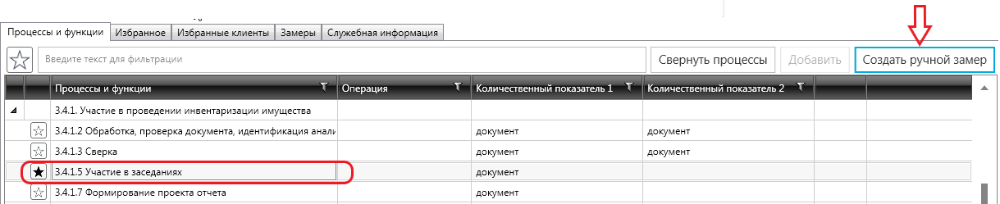 Процессы и функции Избранное Избранные клиенты Замеры Служебная информация
Введите текст для фильтрации Свернуть процессы Добавить Создать ручной замер
Процессы и функции Операция Количественный показатель 1 Количественный показатель 2
3.4.1. Участие в проведении инвентаризации имущества
3.4.1.2 Обработка, проверка документа, идентификация анали документ документ
3.4.1.3 Сверка документ документ
3.4.1.5 Участие в заседаниях документ
3.4.1.7 Формирование проекта отчета документ